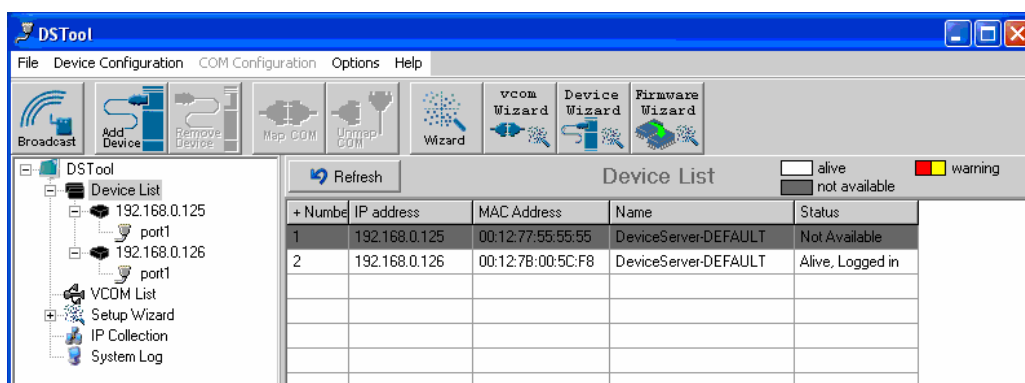 DSTool
File Device Configuration COM Configuration Options Help
Broadcast
Add Device
Remove Device
Map COM
Unmap COM
Wizard
vcom Wizard
Device Wizard
Firmware Wizard
DSTool
Device List
192.168.0.125
port1
192.168.0.126
port1
VCOM List
Setup Wizard
IP Collection
System Log
Refresh
Device List
alive
not available
warning
+ Numbe IP address MAC Address Name Status
1 192.168.0.125 00:12:77:55:55:55 DeviceServer-DEFAULT Not Available
2 192.168.0.126 00:12:7B:00:5C:F8 DeviceServer-DEFAULT Alive, Logged in